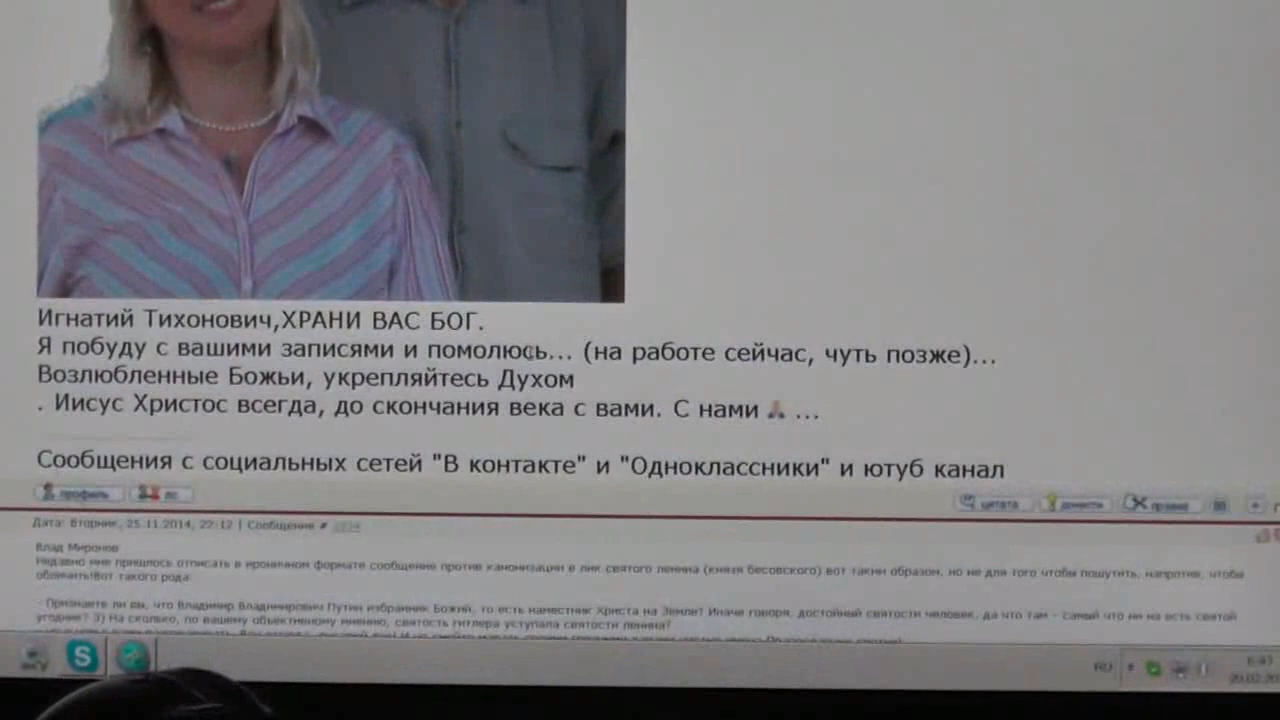 Игнатий Тихонович,ХРАНИ ВАС БОГ.
Я побуду с вашими записями и помолюсь... (на работе сейчас, чуть позже)...
Возлюбленные Божьи, укрепляйтесь Духом
. Иисус Христос всегда, до скончания века с вами. С нами ...
Сообщения с социальных сетей "В контакте" и "Одноклассники" и ютуб канал
профиль лс цитата
Дата: Вторник, 25.11.2014, 22:12 | Сообщение #
Влад Миронов
Недавно мне пришлось отписать в ироничном формате сообщение против канонизации в лик святого ленина (князя бесовского) вот таким образом, но не для того чтобы пошутить, напротив, чтобы
обличить!Вот такого рода:
- Признаете ли вы, что Владимир Владимирович Путин избранник Божий, то есть наместник Христа на Земле? Иначе говоря, достойный святости человек, да что там - самый что ни на есть святой
угодник? 3) На сколько, по вашему объективному мнению, святость гитлера уступала святости ленина?
RU